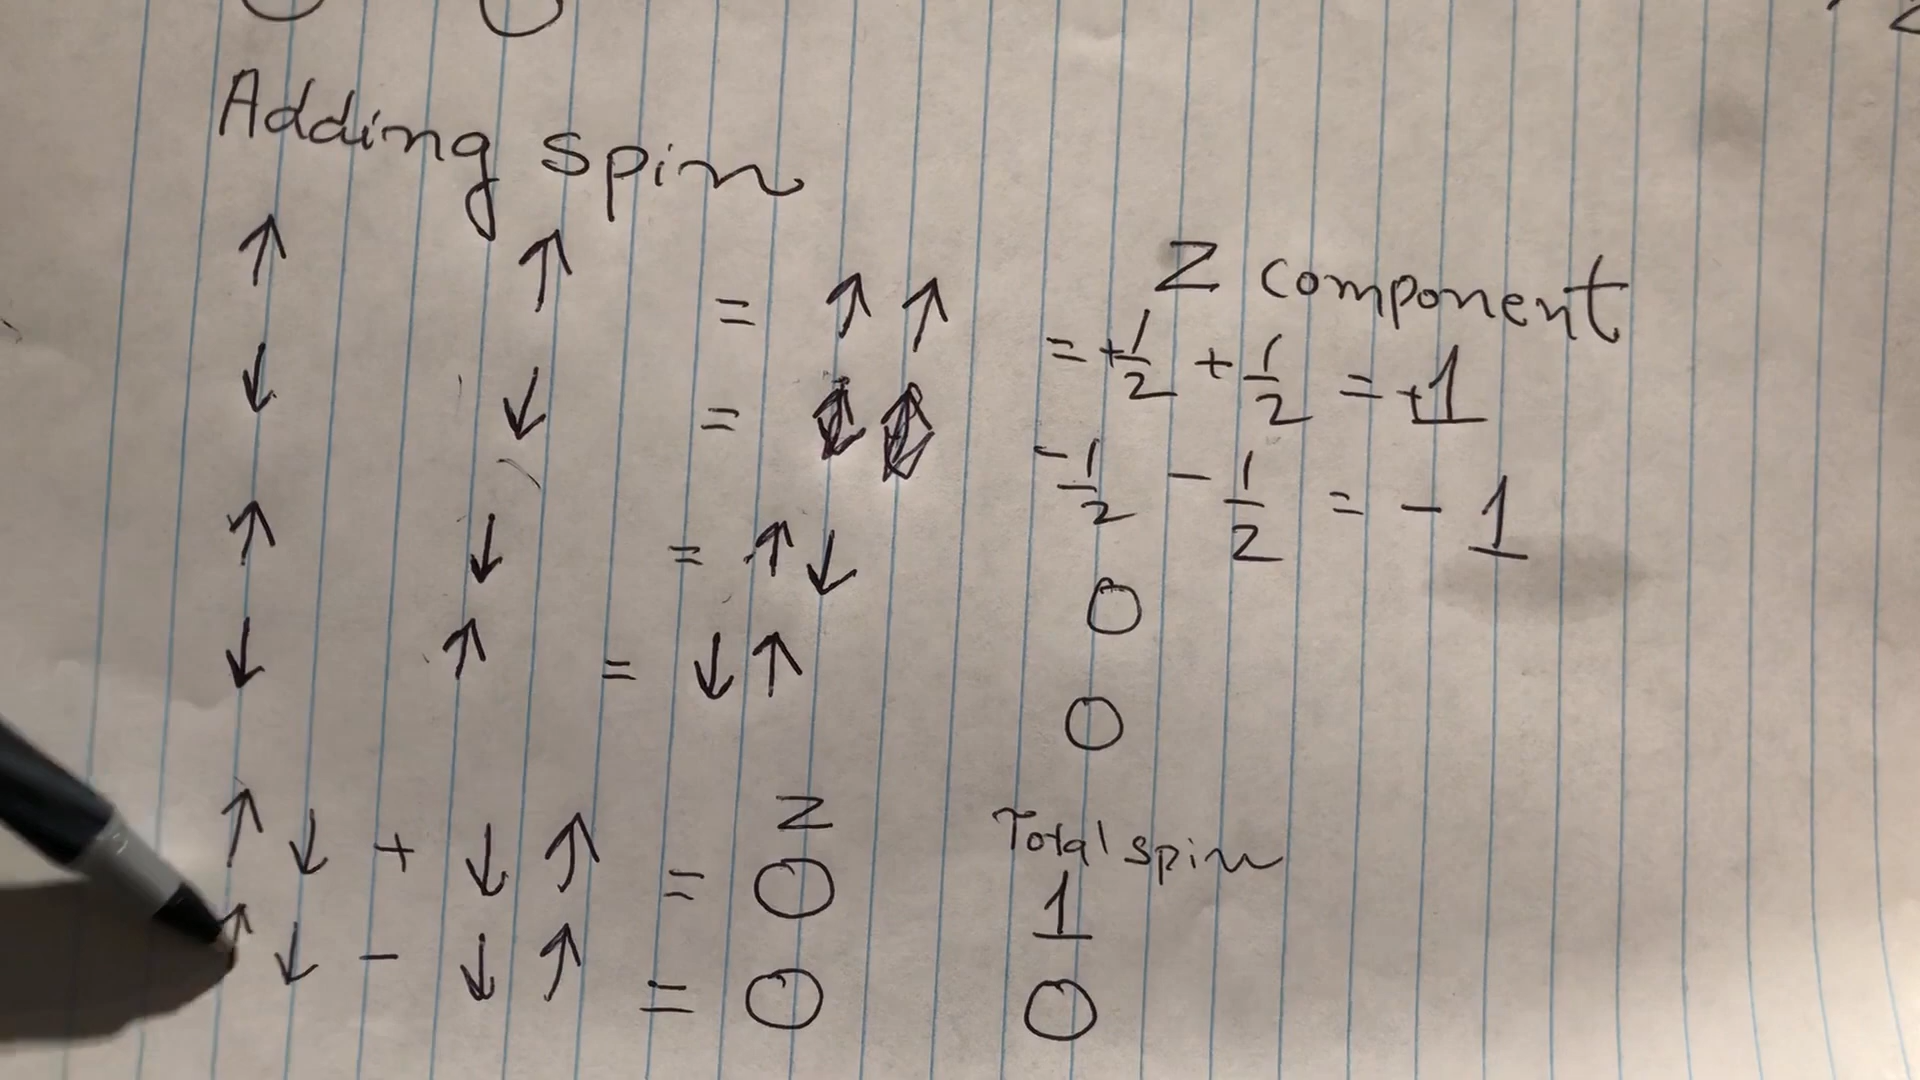 Adding spin
Z component
↑ ↑ = ↑ ↑ = +1/2 + 1/2 = +1
↓ ↓ = -1/2 - 1/2 = - 1
↑ ↓ = ↑ ↓ 0
↓ ↑ = ↓ ↑ 0
Z Total spin
↑ ↓ + ↓ ↑ = 0 1
↑ ↓ - ↓ ↑ = 0 0